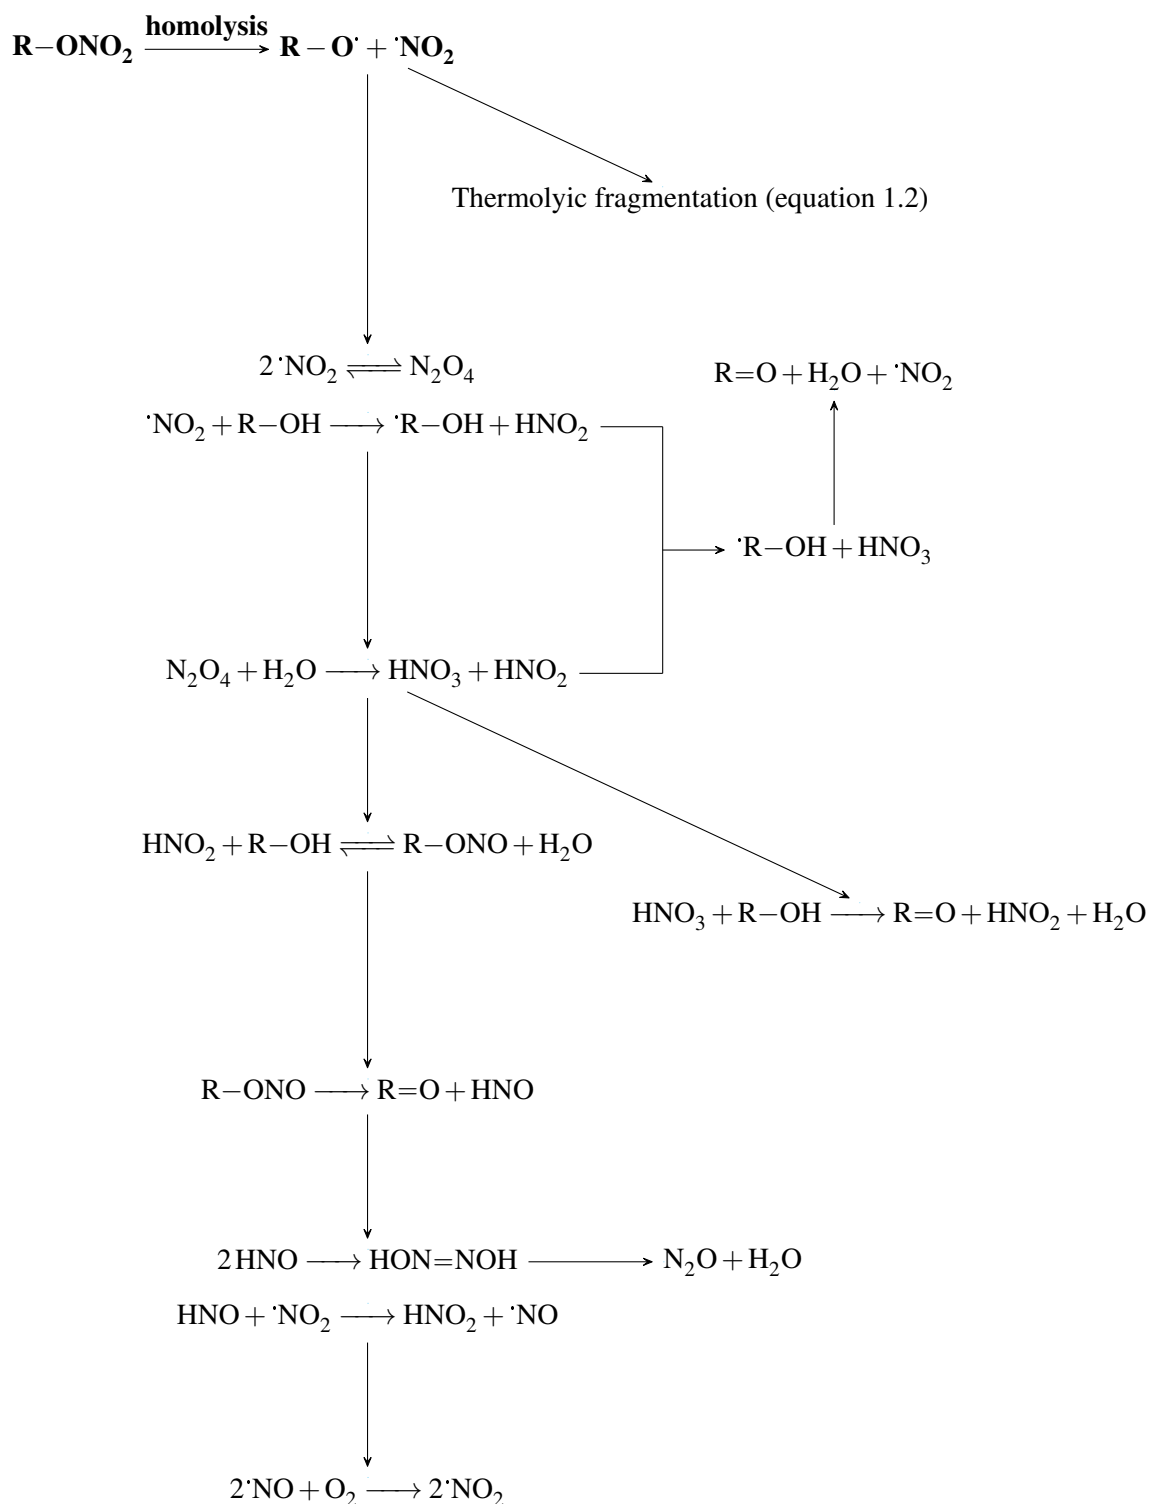 homolysis
R−ONO₂ ⟶ R − O˙ + ˙NO₂
Thermolyic fragmentation (equation 1.2)
2 ˙NO₂ ⇌ N₂O₄
R=O + H₂O + ˙NO₂
˙NO₂ + R−OH ⟶ ˙R−OH + HNO₂
˙R−OH + HNO₃
N₂O₄ + H₂O ⟶ HNO₃ + HNO₂
HNO₂ + R−OH ⇌ R−ONO + H₂O
HNO₃ + R−OH ⟶ R=O + HNO₂ + H₂O
R−ONO ⟶ R=O + HNO
2 HNO ⟶ HON=NOH ⟶ N₂O + H₂O
HNO + ˙NO₂ ⟶ HNO₂ + ˙NO
2˙NO + O₂ ⟶ 2˙NO₂